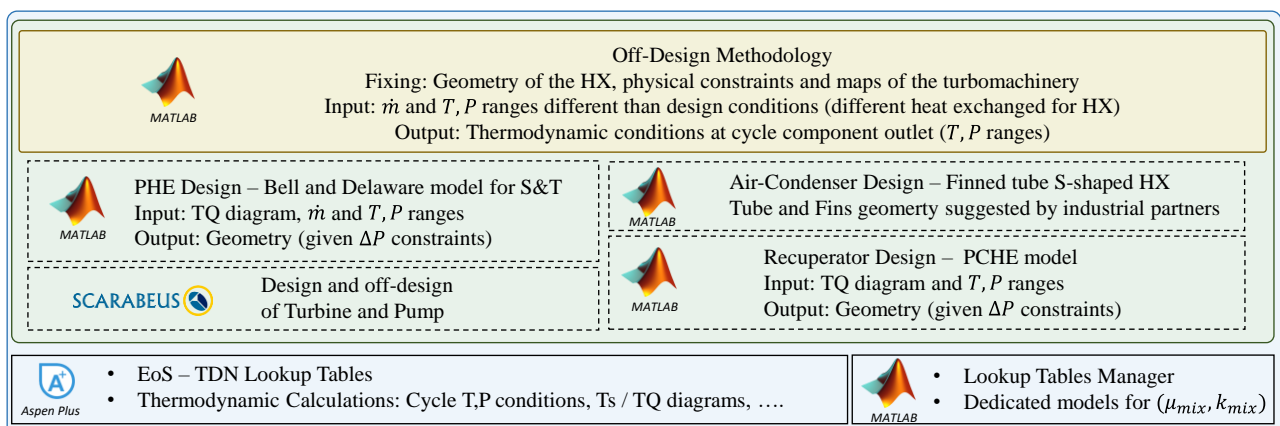 Off-Design Methodology
Fixing: Geometry of the HX, physical constraints and maps of the turbomachinery
Input: ṁ and T, P ranges different than design conditions (different heat exchanged for HX)
Output: Thermodynamic conditions at cycle component outlet (T, P ranges)
MATLAB
PHE Design – Bell and Delaware model for S&T
Input: TQ diagram, ṁ and T, P ranges
Output: Geometry (given ΔP constraints)
MATLAB
Air-Condenser Design – Finned tube S-shaped HX
Tube and Fins geomerty suggested by industrial partners
MATLAB
SCARABEUS
Design and off-design
of Turbine and Pump
Recuperator Design – PCHE model
Input: TQ diagram and T, P ranges
Output: Geometry (given ΔP constraints)
MATLAB
A+
Aspen Plus
• EoS – TDN Lookup Tables
• Thermodynamic Calculations: Cycle T,P conditions, Ts / TQ diagrams, ….
MATLAB
• Lookup Tables Manager
• Dedicated models for (μmix, kmix)